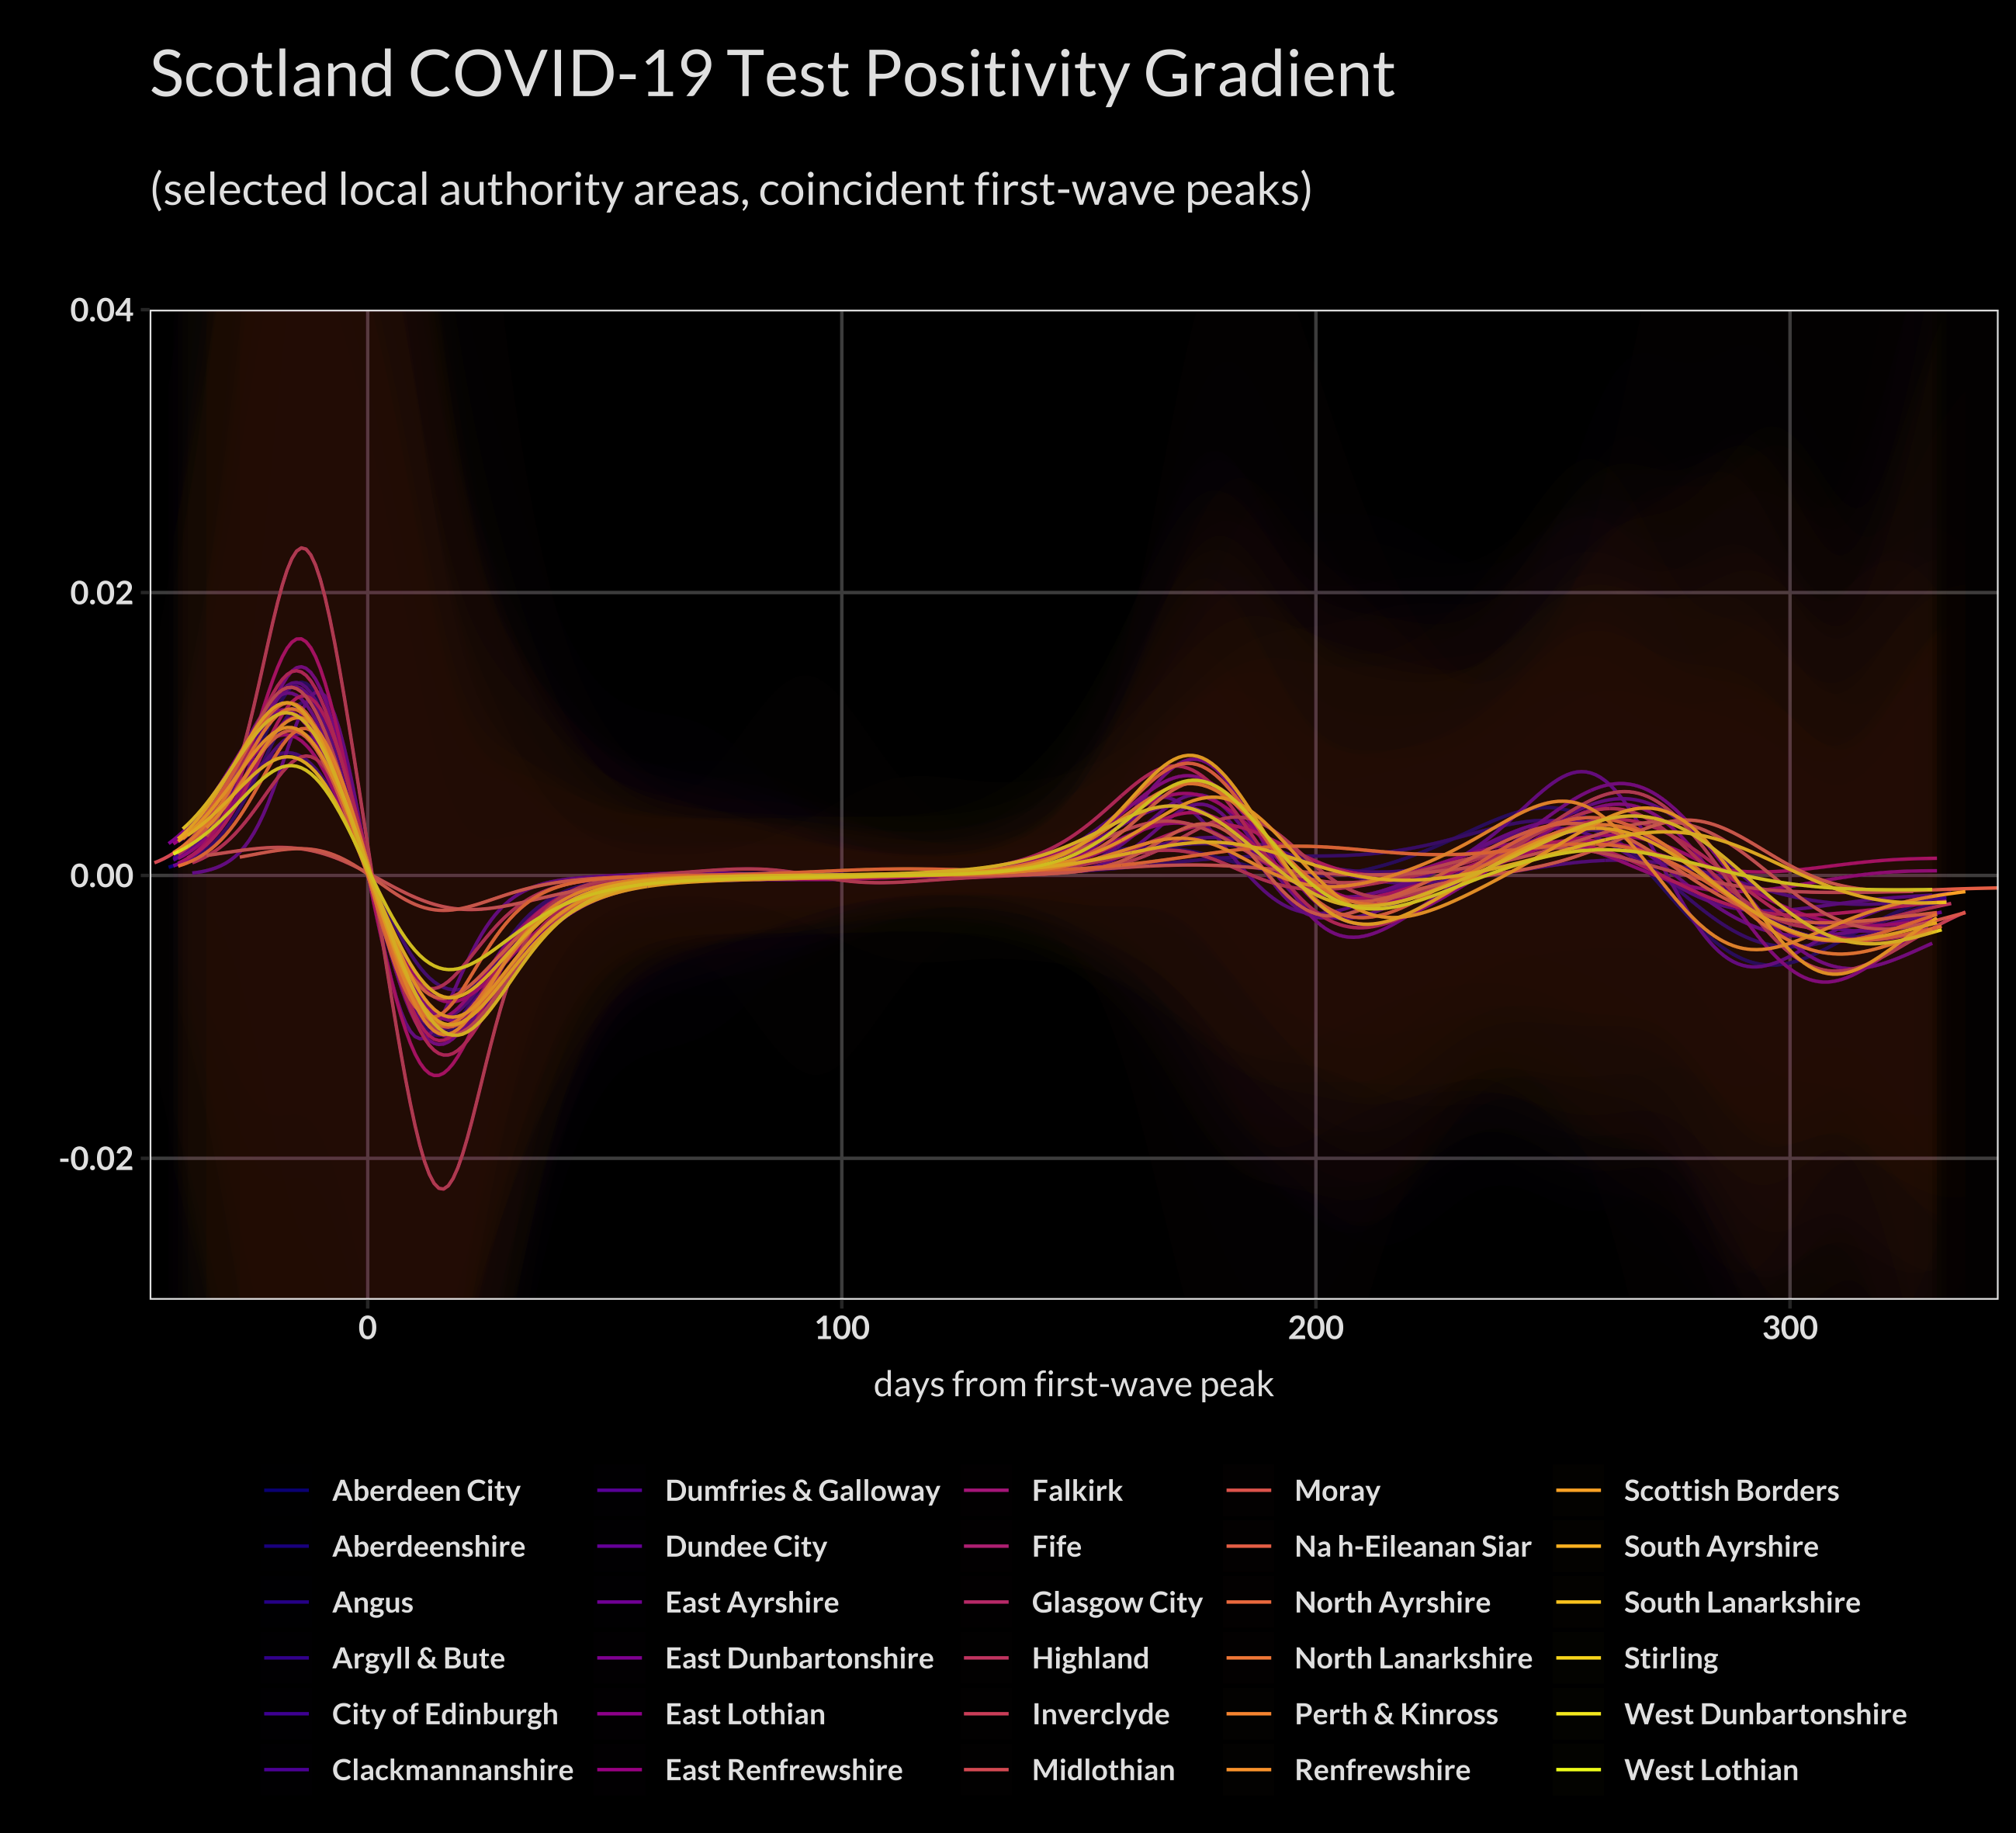 Scotland COVID-19 Test Positivity Gradient
(selected local authority areas, coincident first-wave peaks)
0.04
0.02
0.00
-0.02
0 100 200 300
days from first-wave peak
Aberdeen City Dumfries & Galloway Falkirk Moray Scottish Borders
Aberdeenshire Dundee City Fife Na h-Eileanan Siar South Ayrshire
Angus East Ayrshire Glasgow City North Ayrshire South Lanarkshire
Argyll & Bute East Dunbartonshire Highland North Lanarkshire Stirling
City of Edinburgh East Lothian Inverclyde Perth & Kinross West Dunbartonshire
Clackmannanshire East Renfrewshire Midlothian Renfrewshire West Lothian